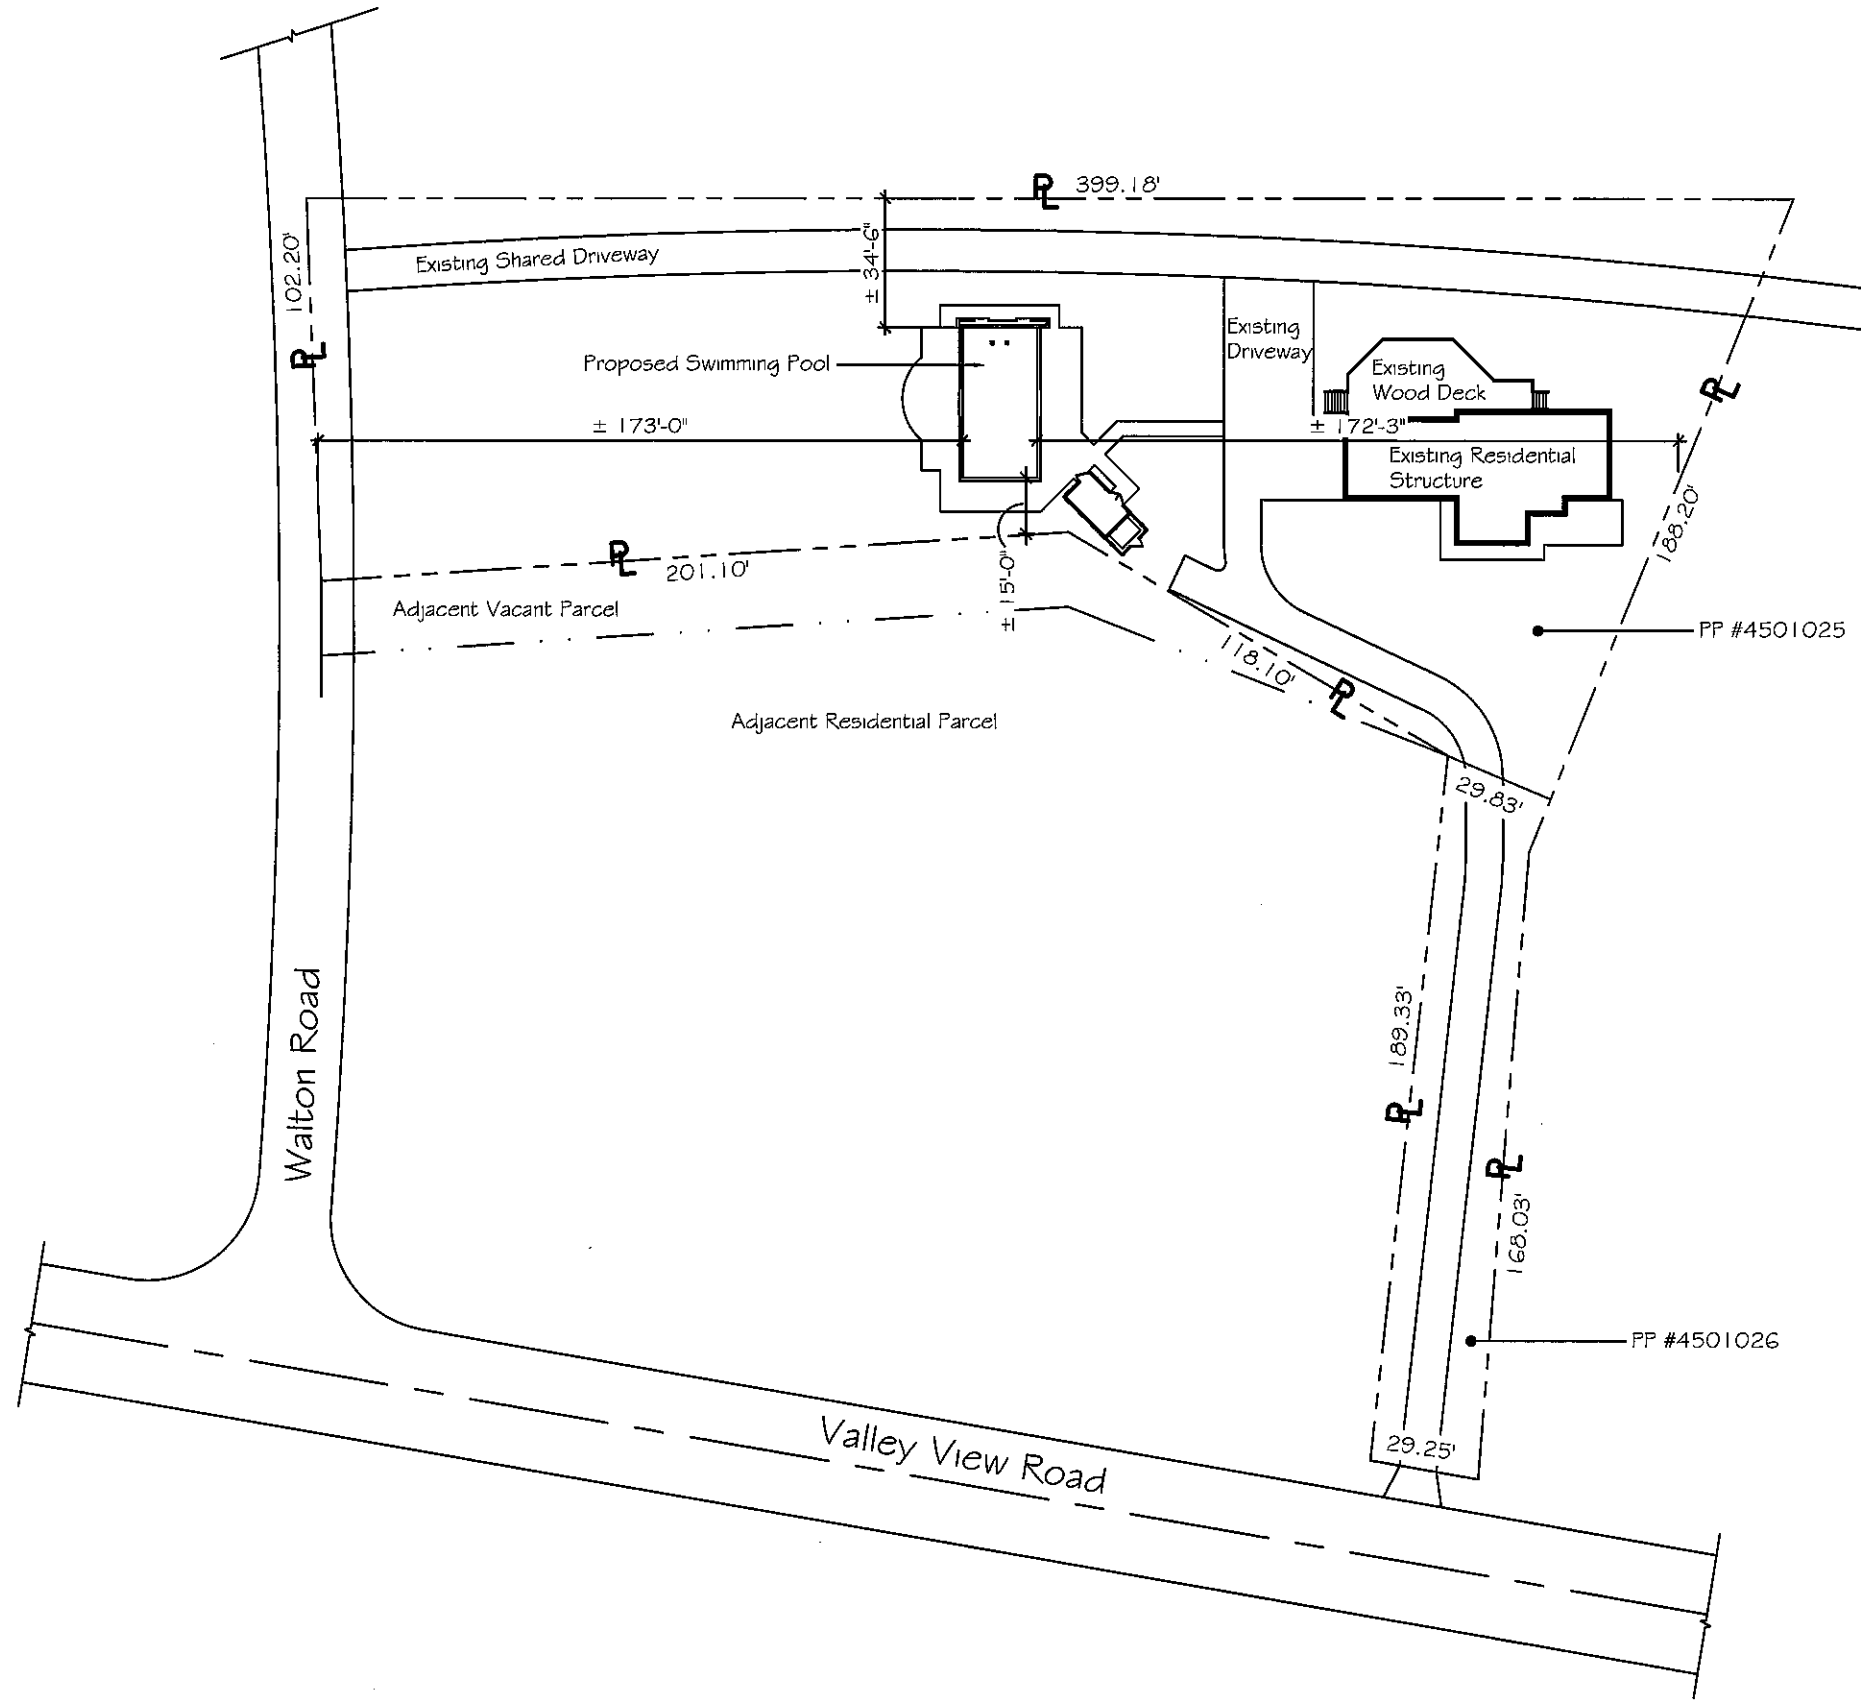 PL 399.18'
102.20'
Existing Shared Driveway
± 34'-6"
PL
Proposed Swimming Pool
Existing
Driveway
Existing
Wood Deck
PL
± 173'-0"
± 172'-3"
Existing Residential
Structure
188.20'
PL
201.10'
± 15'-0"
Adjacent Vacant Parcel
PP #4501025
118.10'
PL
Adjacent Residential Parcel
29.83'
189.33'
PL
Walton Road
PL
168.03'
PP #4501026
29.25'
Valley View Road